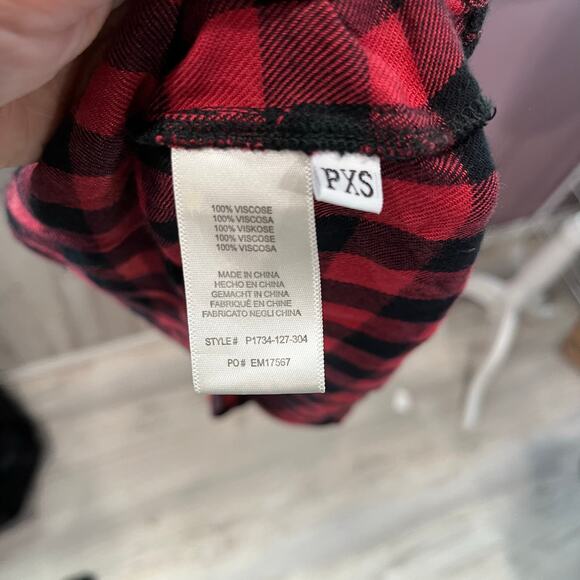 100% VISCOSE
100% VISCOSA
100% VISKOSE
100% VISCOSE
100% VISCOSA
MADE IN CHINA
HECHO EN CHINA
GEMACHT IN CHINA
FABRIQUÉ EN CHINE
FABRICATO NEGLI CHINA
STYLE# P1734-127-304
PO# EM17567
PXS